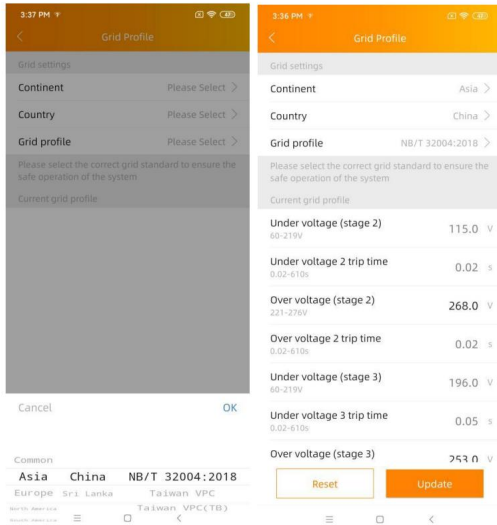 3:37 PM
Grid Profile
Grid settings
Continent Please Select >
Country Please Select >
Grid profile Please Select >
Please select the correct grid standard to ensure the
safe operation of the system
Current grid profile
Cancel OK
Common
Asia China NB/T 32004:2018
Europe Sri Lanka Taiwan VPC
North America Taiwan VPC(TB)
South America
3:36 PM
Grid Profile
Grid settings
Continent Asia >
Country China >
Grid profile NB/T 32004:2018 >
Please select the correct grid standard to ensure the
safe operation of the system
Current grid profile
Under voltage (stage 2) 115.0 V
60-219V
Under voltage 2 trip time 0.02 s
0.02-610s
Over voltage (stage 2) 268.0 V
221-276V
Over voltage 2 trip time 0.02 s
0.02-610s
Under voltage (stage 3) 196.0 V
60-219V
Under voltage 3 trip time 0.05 s
0.02-610s
Over voltage (stage 3) 253.0 V
Reset Update